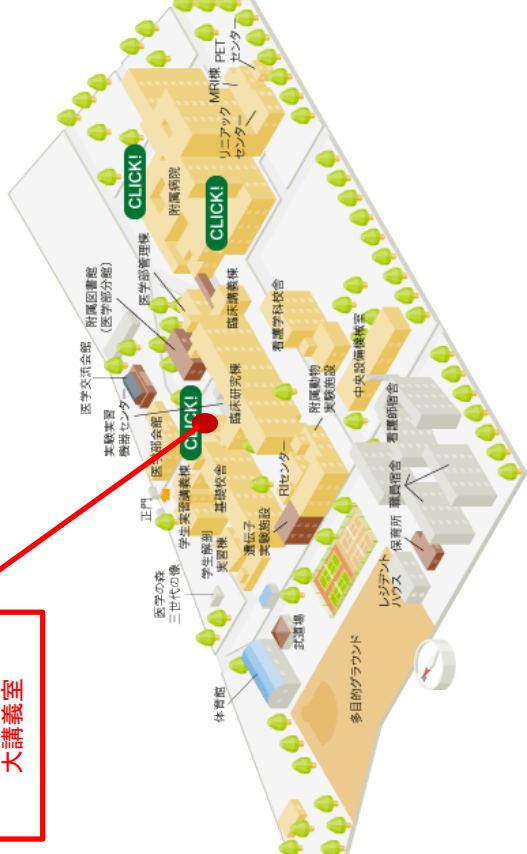 大講義室
体育館
武道場
多目的グラウンド
医学の森
三世代の像
正門
学生解剖
実習棟
学生実習講義棟
遺伝子
実験施設
基礎校舎
RIセンター
医学部会館
実験実習
機器センター
医学交流会館
附属図書館
（医学部分館）
医学部管理棟
CLICK!
臨床研究棟
臨床講義棟
附属動物
実験施設
看護学科校舎
中央設備機械室
看護師宿舎
職員宿舎
保育所
レジデント
ハウス
CLICK!
附属病院
CLICK!
リニアック
センター
MRI棟
PET
センター